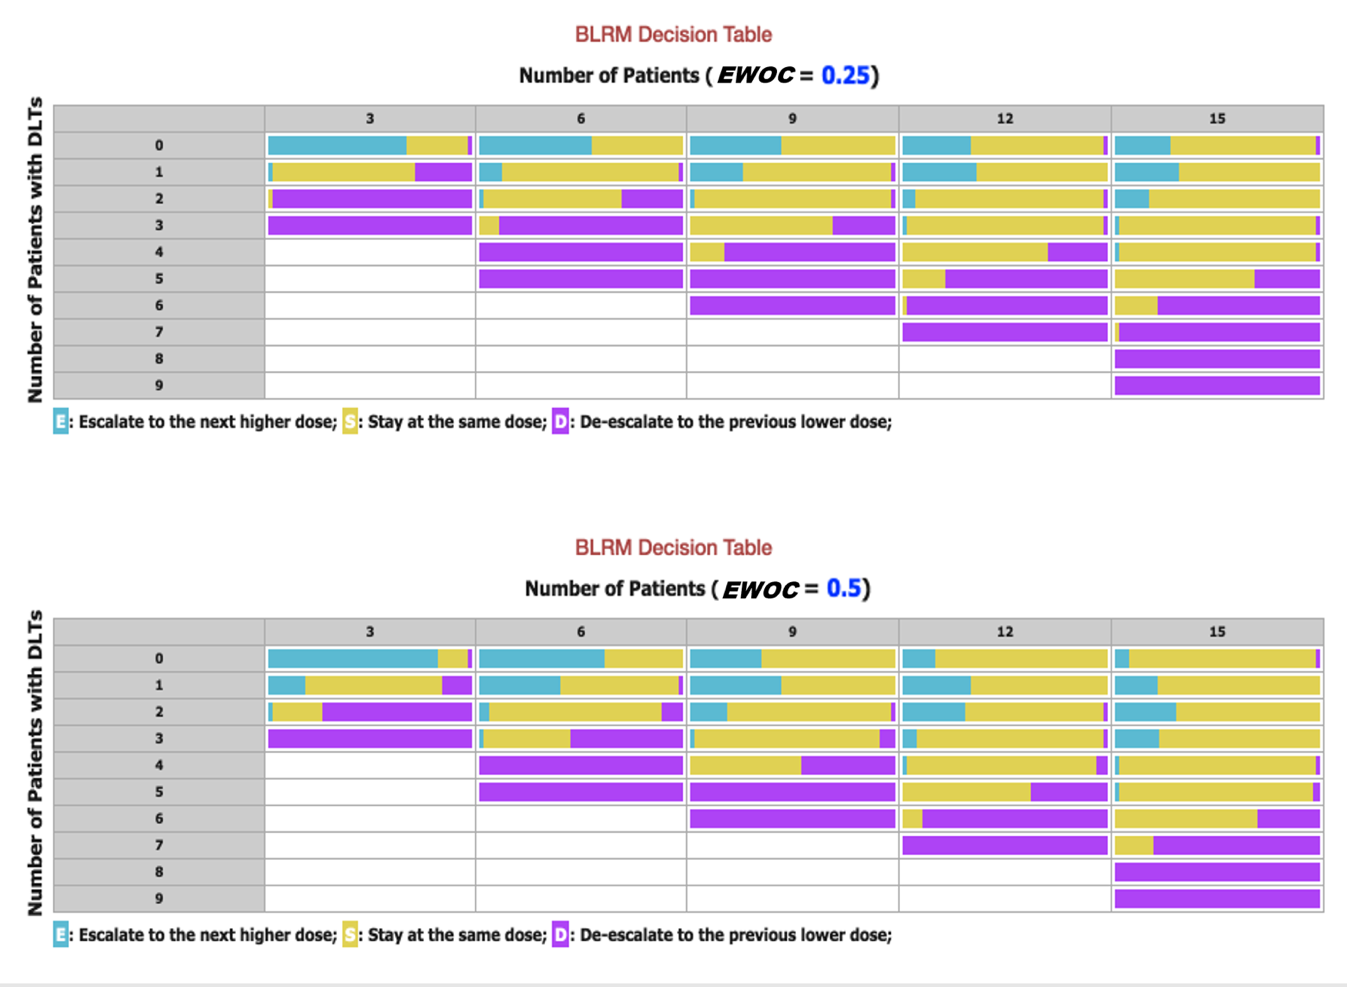 BLRM Decision Table
Number of Patients ( EWOC = 0.25)
Number of Patients with DLTs
3 6 9 12 15
0
1
2
3
4
5
6
7
8
9
E: Escalate to the next higher dose; S: Stay at the same dose; D: De-escalate to the previous lower dose;
BLRM Decision Table
Number of Patients ( EWOC = 0.5)
Number of Patients with DLTs
3 6 9 12 15
0
1
2
3
4
5
6
7
8
9
E: Escalate to the next higher dose; S: Stay at the same dose; D: De-escalate to the previous lower dose;